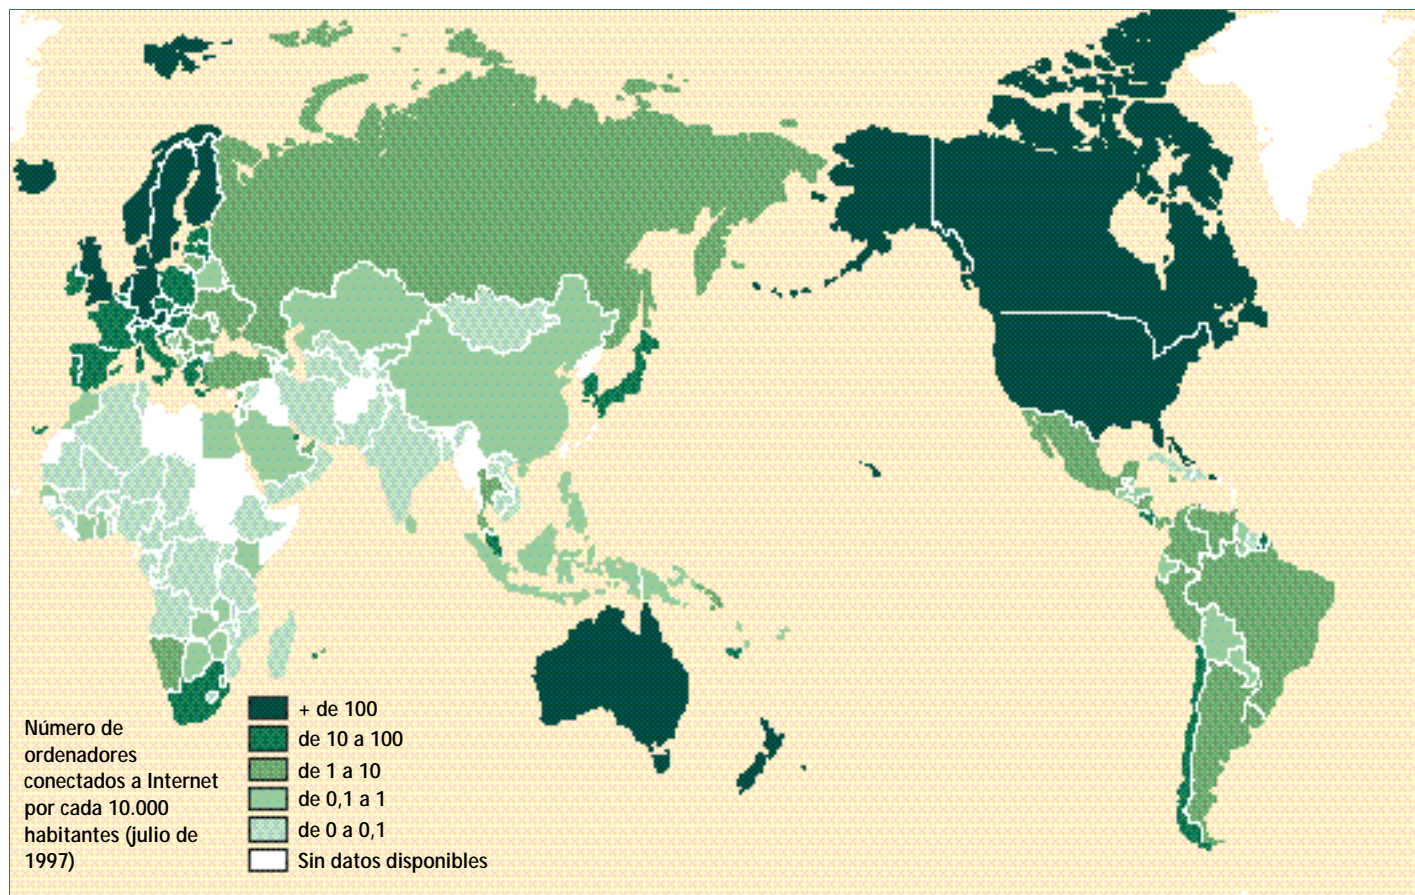 Número de
ordenadores
conectados a Internet
por cada 10.000
habitantes (julio de
1997)
+ de 100
de 10 a 100
de 1 a 10
de 0,1 a 1
de 0 a 0,1
Sin datos disponibles